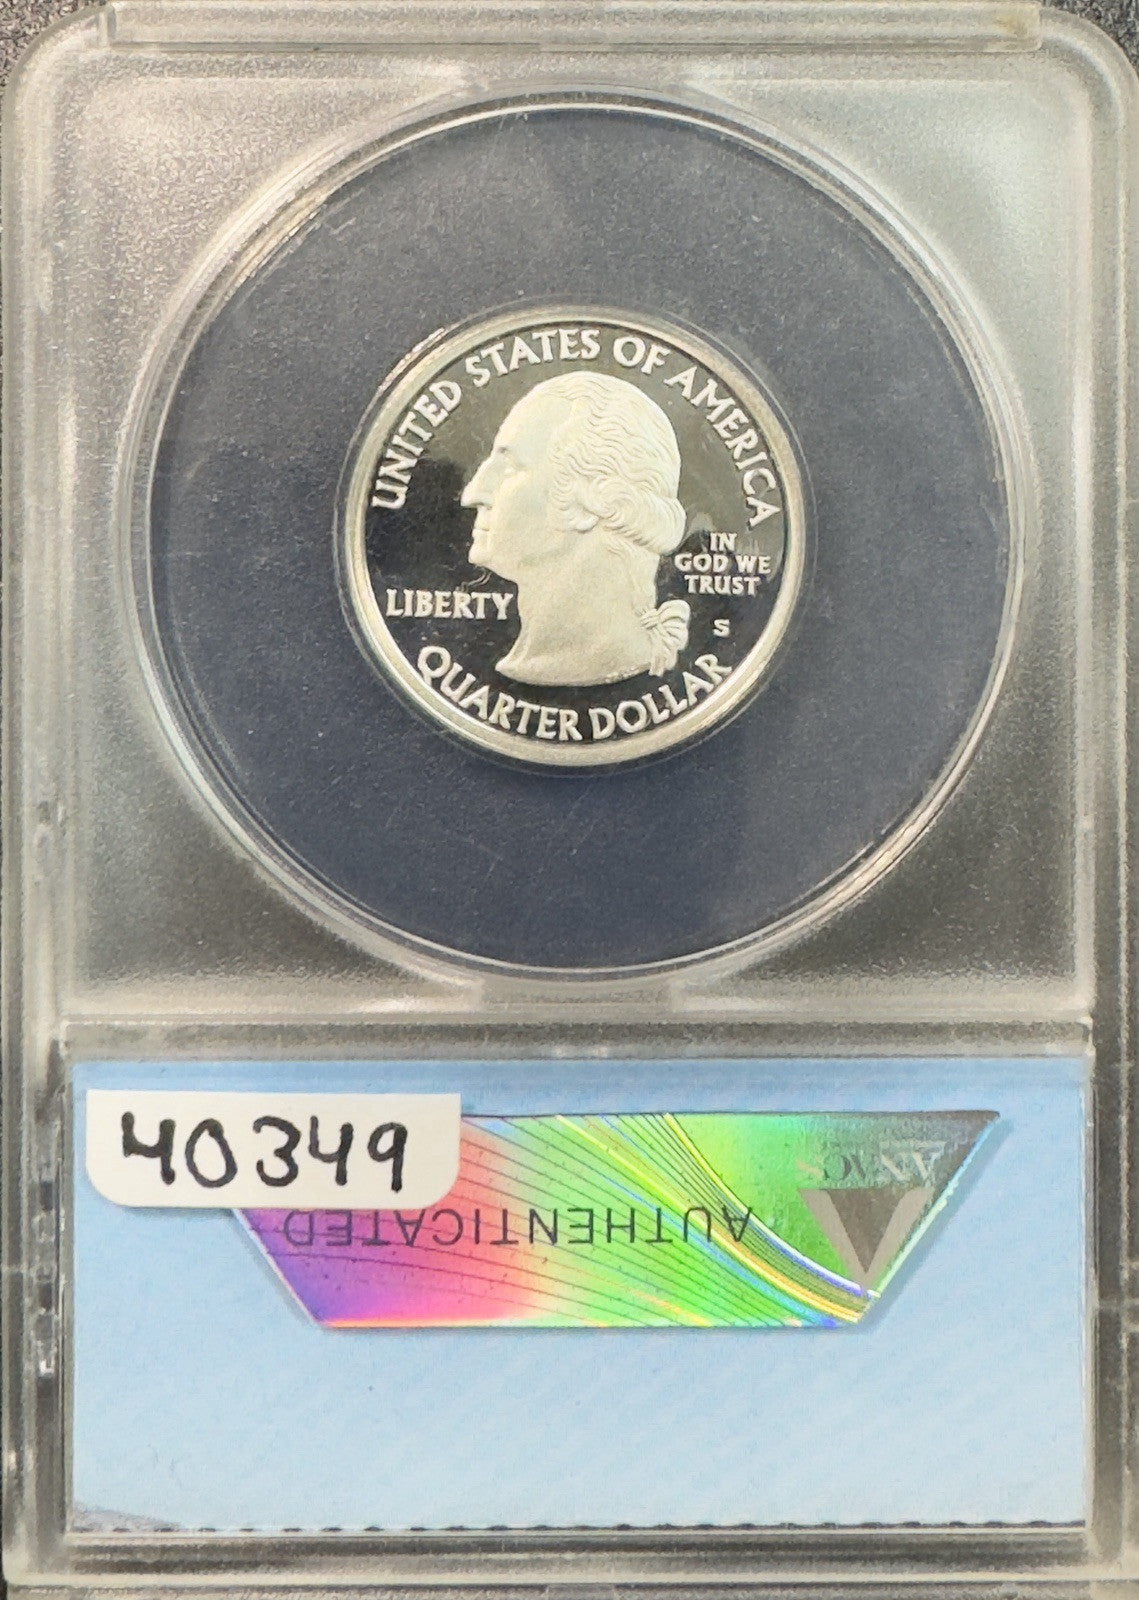 UNITED STATES OF AMERICA
IN
GOD WE
TRUST
LIBERTY
S
QUARTER DOLLAR
40349
ANACS
AUTHENTICATED